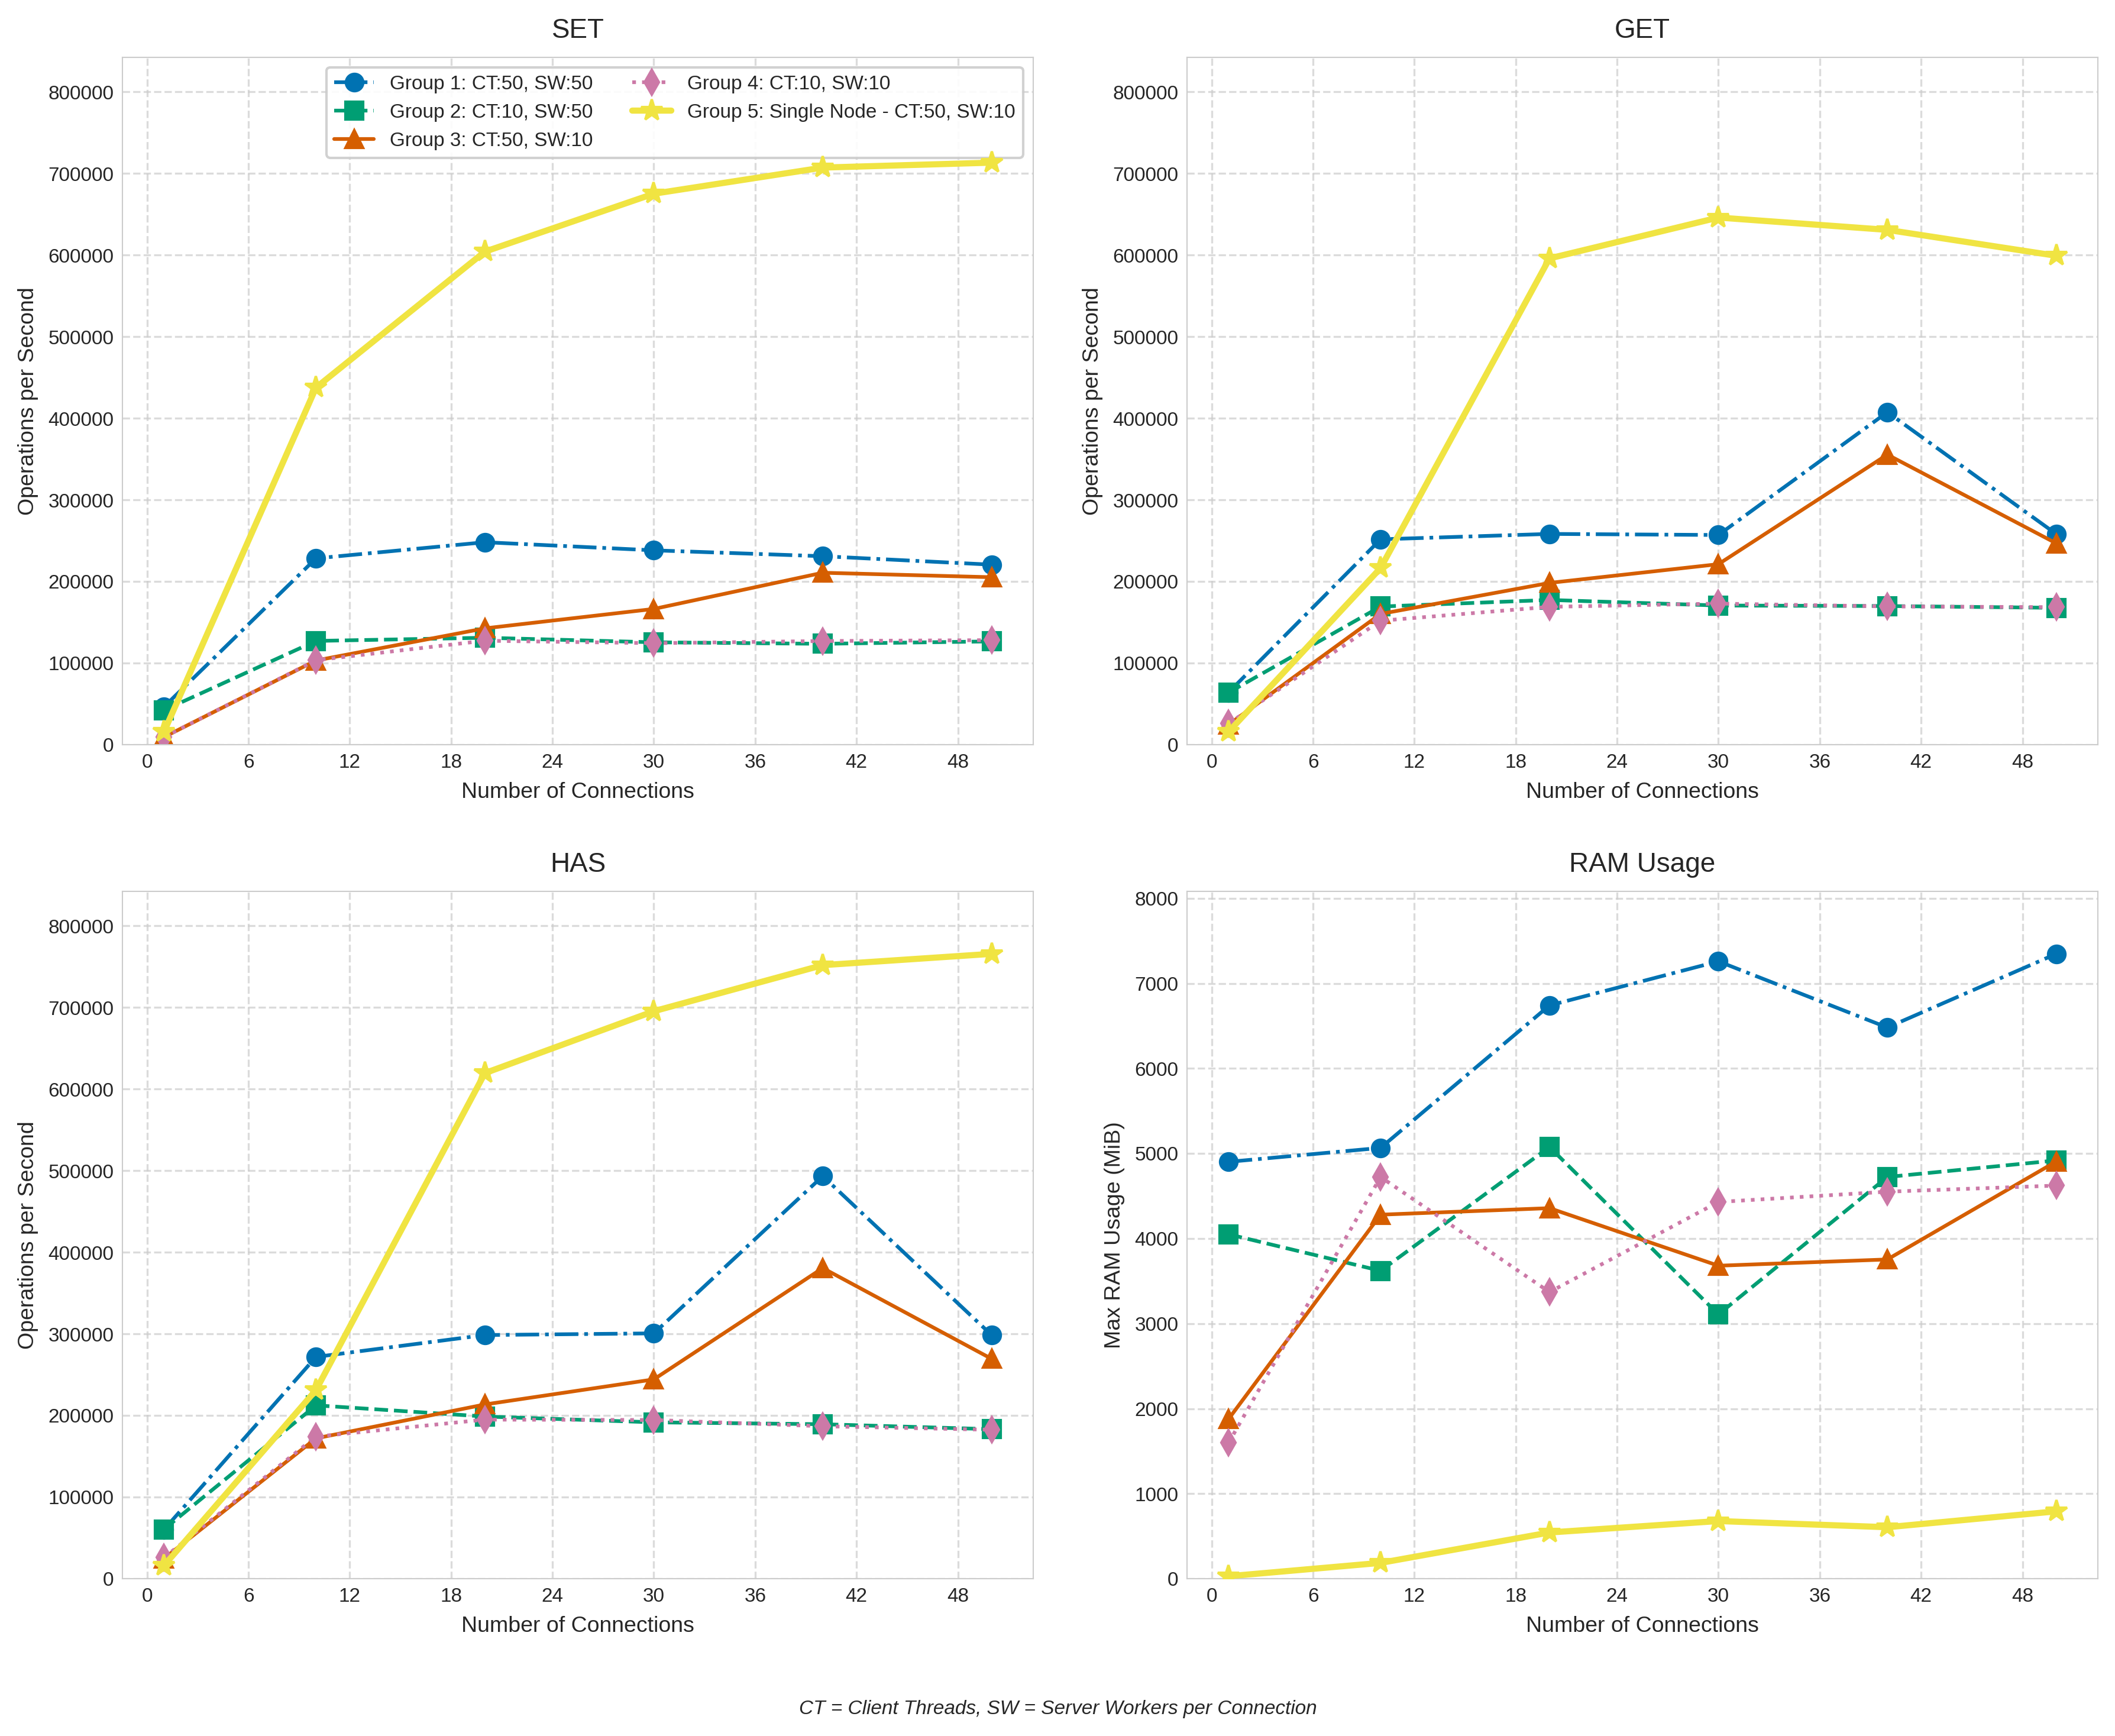 SET
Operations per Second
800000
700000
600000
500000
400000
300000
200000
100000
0
Group 1: CT:50, SW:50
Group 2: CT:10, SW:50
Group 3: CT:50, SW:10
Group 4: CT:10, SW:10
Group 5: Single Node - CT:50, SW:10
0 6 12 18 24 30 36 42 48
Number of Connections
GET
Operations per Second
800000
700000
600000
500000
400000
300000
200000
100000
0
0 6 12 18 24 30 36 42 48
Number of Connections
HAS
Operations per Second
800000
700000
600000
500000
400000
300000
200000
100000
0
0 6 12 18 24 30 36 42 48
Number of Connections
RAM Usage
Max RAM Usage (MiB)
8000
7000
6000
5000
4000
3000
2000
1000
0
0 6 12 18 24 30 36 42 48
Number of Connections
CT = Client Threads, SW = Server Workers per Connection